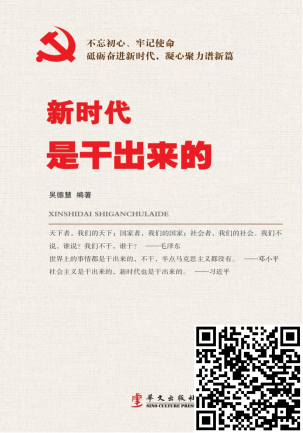 不忘初心、牢记使命
砥砺奋进新时代，凝心聚力谱新篇
新时代
是干出来的
吴德慧 编著
XINSHIDAI SHIGANCHULAIDE
天下者，我们的天下；国家者，我们的国家；社会者，我们的社会。我们不
说，谁说？我们不干，谁干？ ——毛泽东
世界上的事情都是干出来的，不干，半点马克思主义都没有。 ——邓小平
社会主义是干出来的，新时代也是干出来的。 ——习近平
华文出版社
SINO-CULTURE PRESS